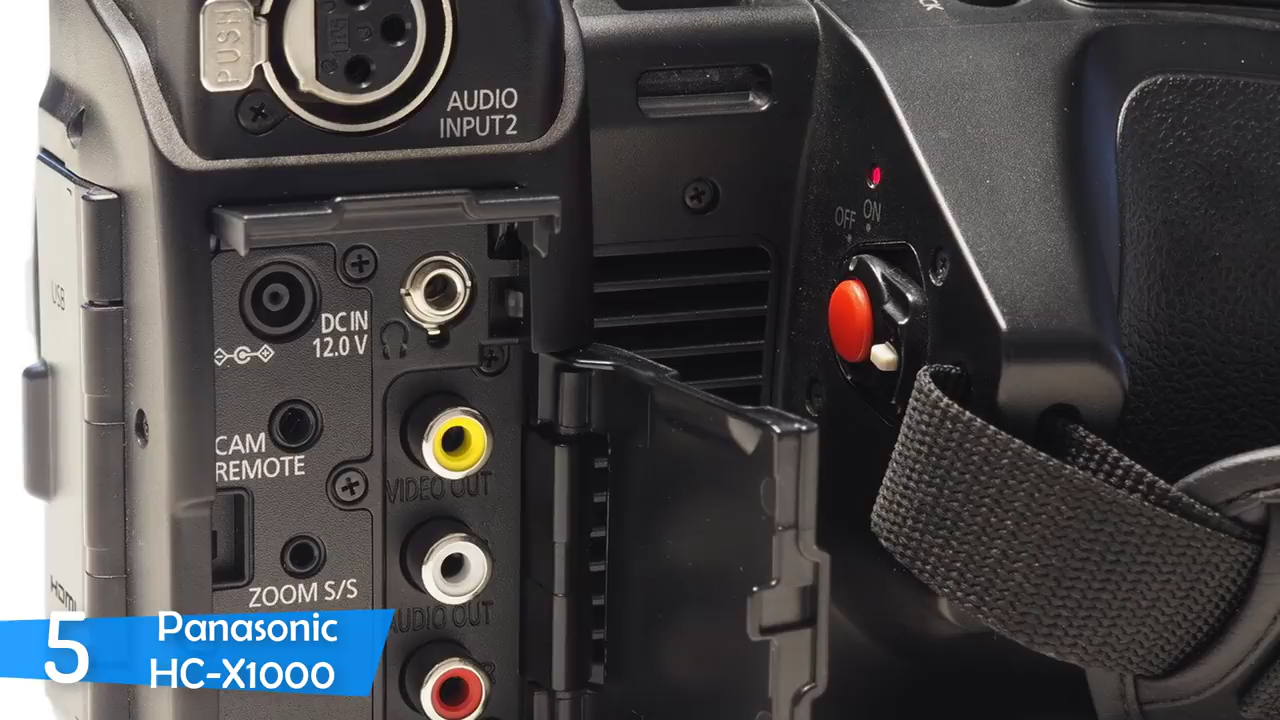 PUSH
AUDIO
INPUT2
OFF ON
USB
DC IN
12.0 V
CAM
REMOTE
VIDEO OUT
ZOOM S/S
HDMI
AUDIO OUT
5
Panasonic
HC-X1000